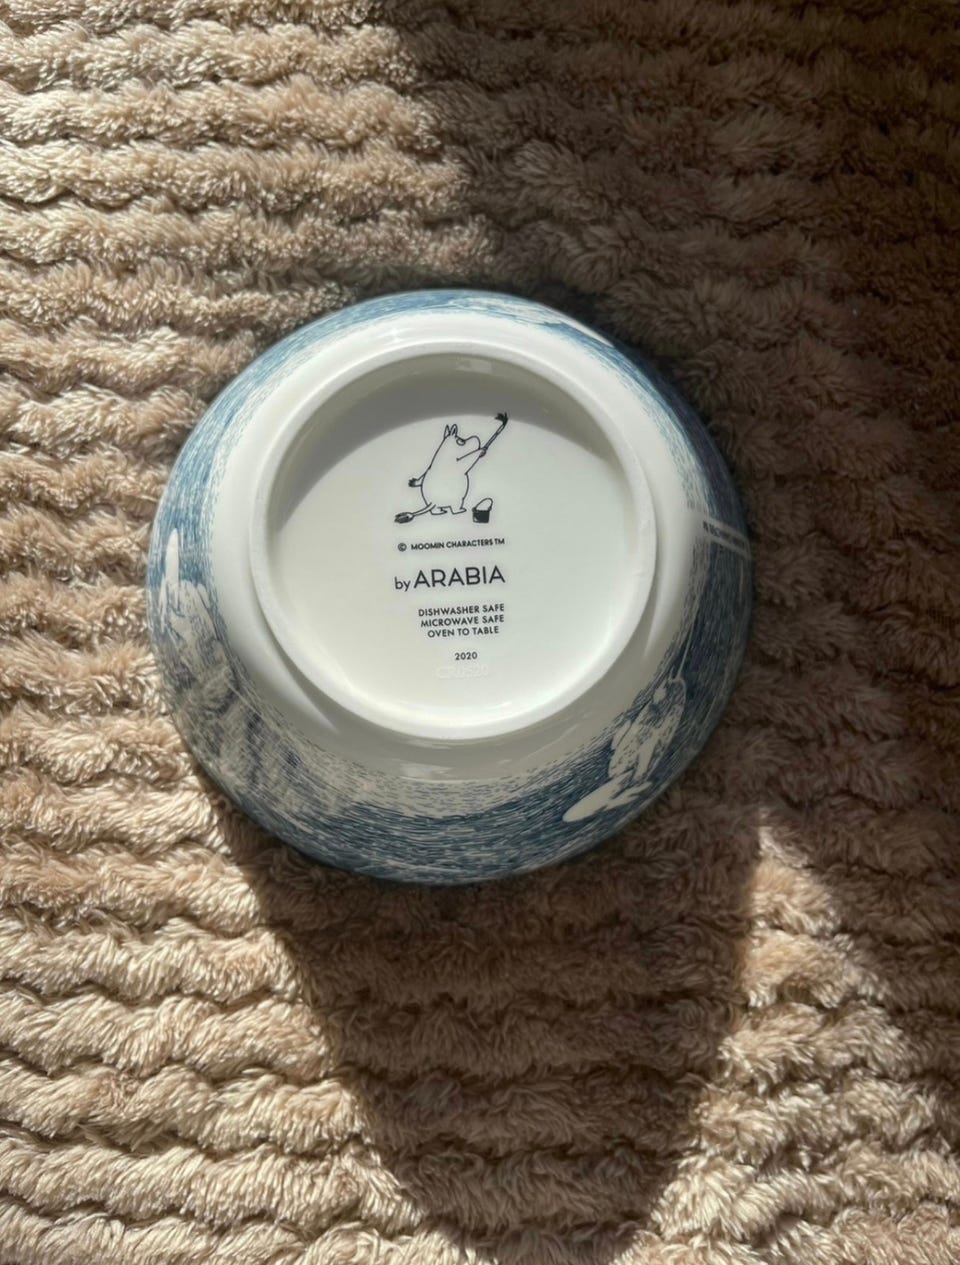 © MOOMIN CHARACTERS TM
by ARABIA
DISHWASHER SAFE
MICROWAVE SAFE
OVEN TO TABLE
2020